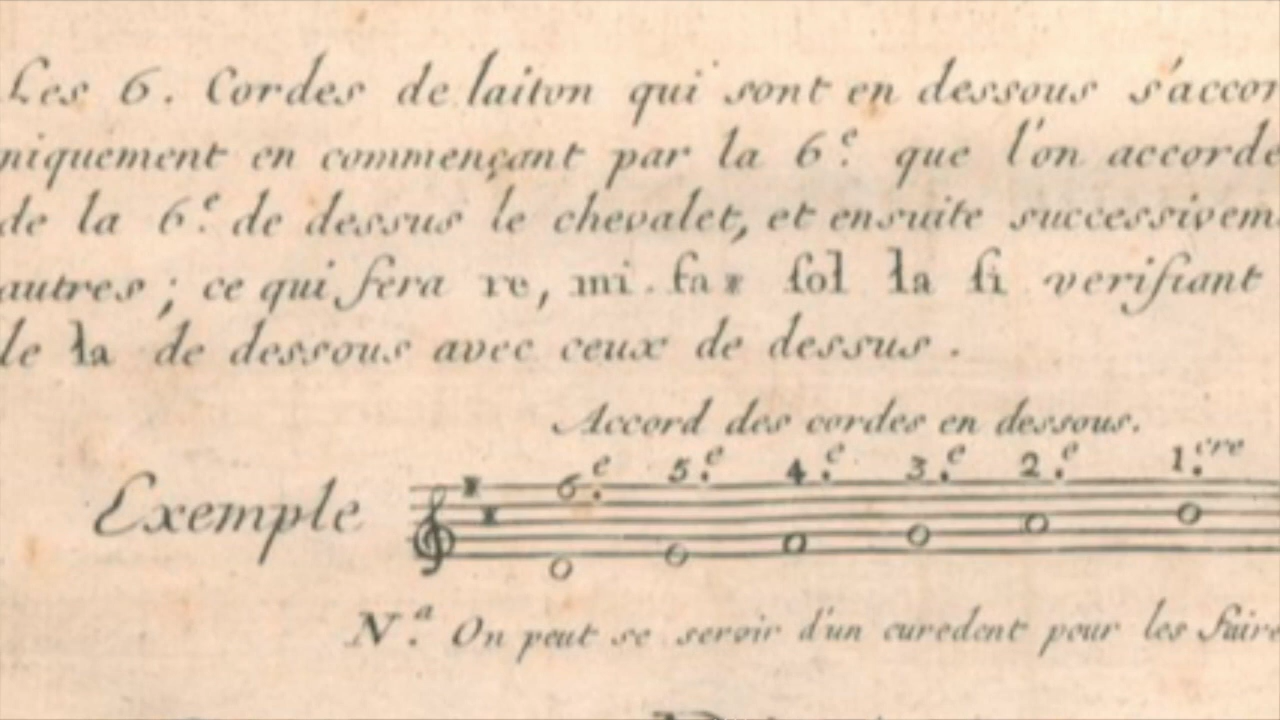 Les 6. Cordes de laiton qui sont en dessous s'accor
niquement en commençant par la 6.e que l'on accorde
de la 6.e de dessus le chevalet, et ensuite successivem
autres ; ce qui sera re, mi. fa x sol la si verifiant
le la de dessous avec ceux de dessus .
Accord des cordes en dessous.
6.e 5.e 4.e 3.e 2.e 1.ere
Exemple
N.a On peut se servir d'un curedent pour les faire